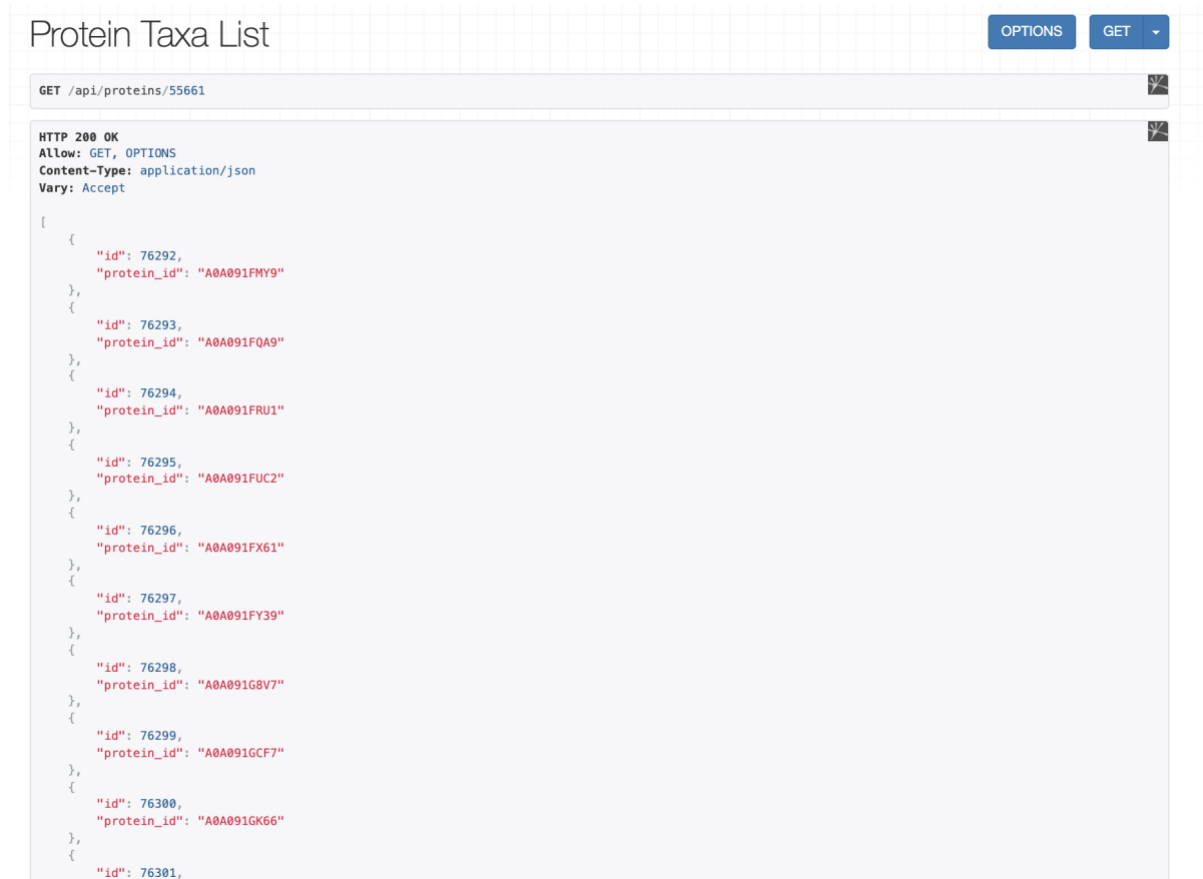 Protein Taxa List
OPTIONS
GET
GET /api/proteins/55661
HTTP 200 OK
Allow: GET, OPTIONS
Content-Type: application/json
Vary: Accept
[
{
"id": 76292,
"protein_id": "A0A091FMY9"
},
{
"id": 76293,
"protein_id": "A0A091FQA9"
},
{
"id": 76294,
"protein_id": "A0A091FRU1"
},
{
"id": 76295,
"protein_id": "A0A091FUC2"
},
{
"id": 76296,
"protein_id": "A0A091FX61"
},
{
"id": 76297,
"protein_id": "A0A091FY39"
},
{
"id": 76298,
"protein_id": "A0A091G8V7"
},
{
"id": 76299,
"protein_id": "A0A091GCF7"
},
{
"id": 76300,
"protein_id": "A0A091GK66"
},
{
"id": 76301,